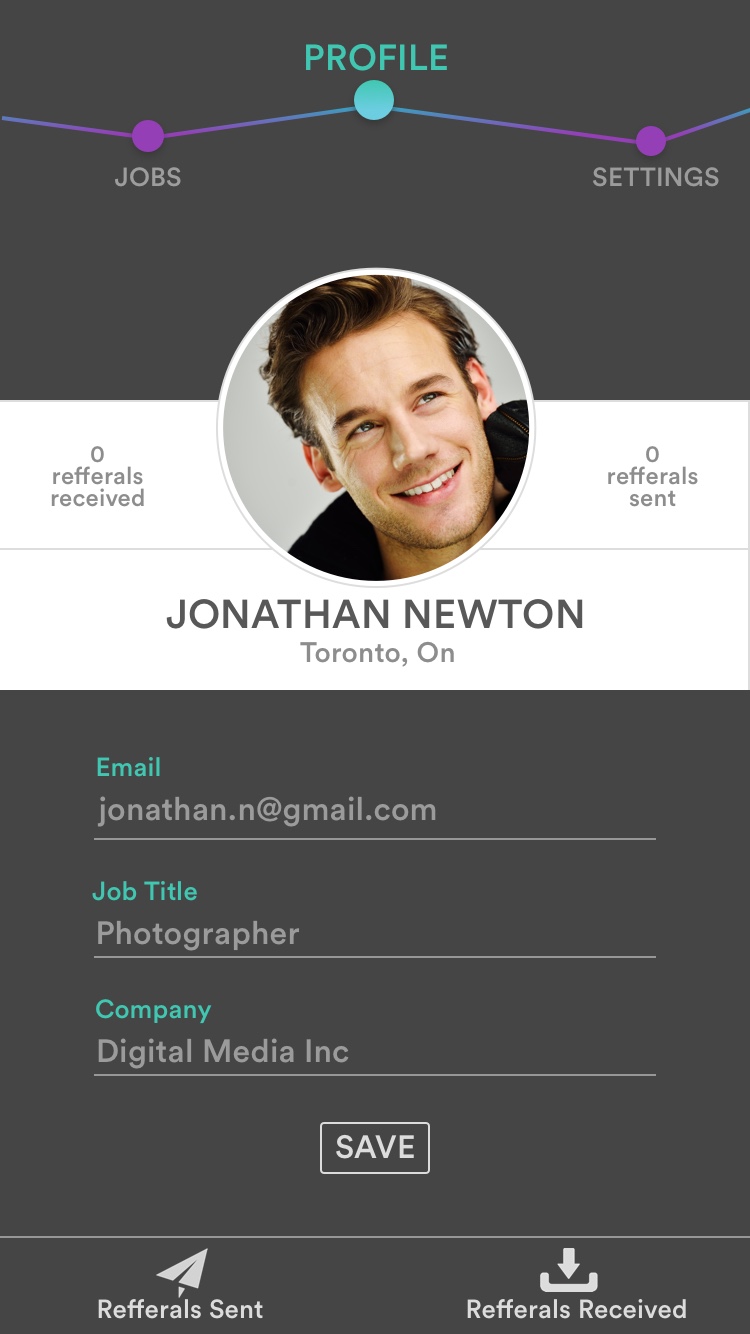 PROFILE
JOBS
SETTINGS
0
refferals
received
0
refferals
sent
JONATHAN NEWTON
Toronto, On
Email
jonathan.n@gmail.com
Job Title
Photographer
Company
Digital Media Inc
SAVE
Refferals Sent
Refferals Received